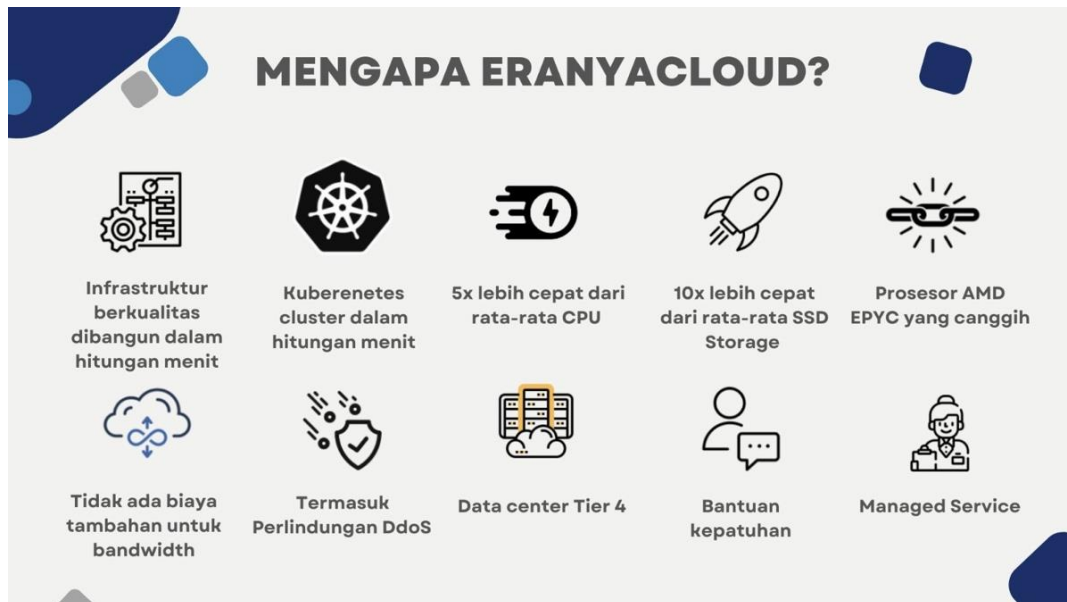 MENGAPA ERANYACLOUD?
Infrastruktur
berkualitas
dibangun dalam
hitungan menit
Kuberenetes
cluster dalam
hitungan menit
5x lebih cepat dari
rata-rata CPU
10x lebih cepat
dari rata-rata SSD
Storage
Prosesor AMD
EPYC yang canggih
Tidak ada biaya
tambahan untuk
bandwidth
Termasuk
Perlindungan DdoS
Data center Tier 4
Bantuan
kepatuhan
Managed Service